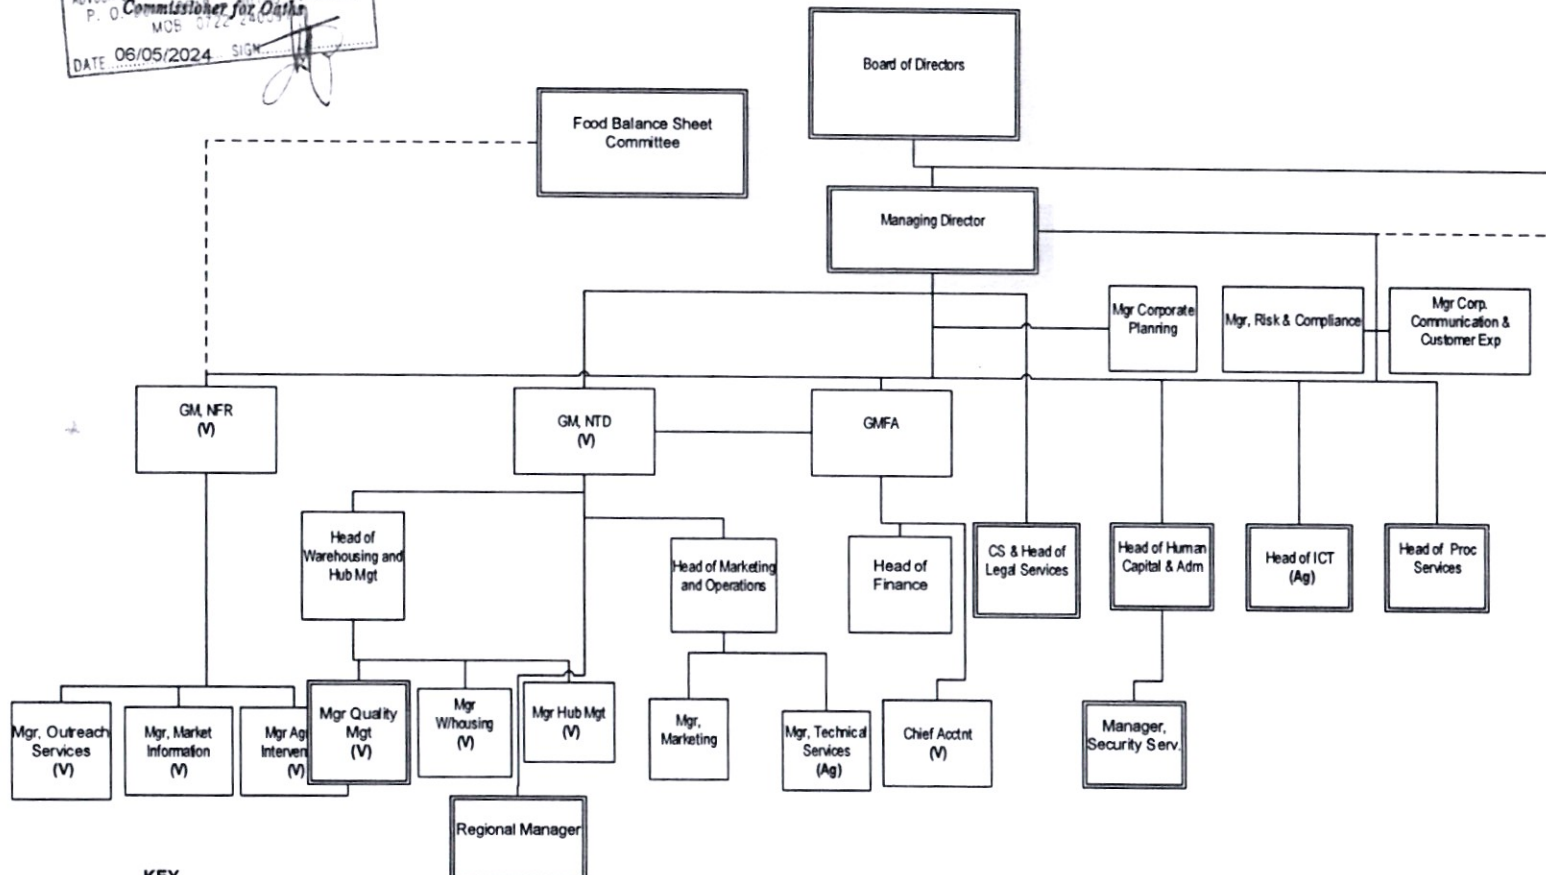 Commissioner for Oaths
P. O.
MOB 0722
DATE 06/05/2024 SIGN
Board of Directors
Food Balance Sheet
Committee
Managing Director
Mgr Corporate
Planning
Mgr, Risk & Compliance
Mgr Corp.
Communication &
Customer Exp
GM, NFR
(V)
GM, NTD
(V)
GMFA
Head of
Warehousing and
Hub Mgt
Head of Marketing
and Operations
Head of
Finance
CS & Head of
Legal Services
Head of Human
Capital & Adm
Head of ICT
(Ag)
Head of Proc
Services
Mgr, Outreach
Services
(V)
Mgr, Market
Information
(V)
Mgr
(V)
Mgr Quality
Mgt
(V)
Mgr
W/housing
(V)
Mgr Hub Mgt
(V)
Mgr,
Marketing
Mgr, Technical
Services
(Ag)
Chief Acctnt
(V)
Manager,
Security Serv.
Regional Manager
KEY